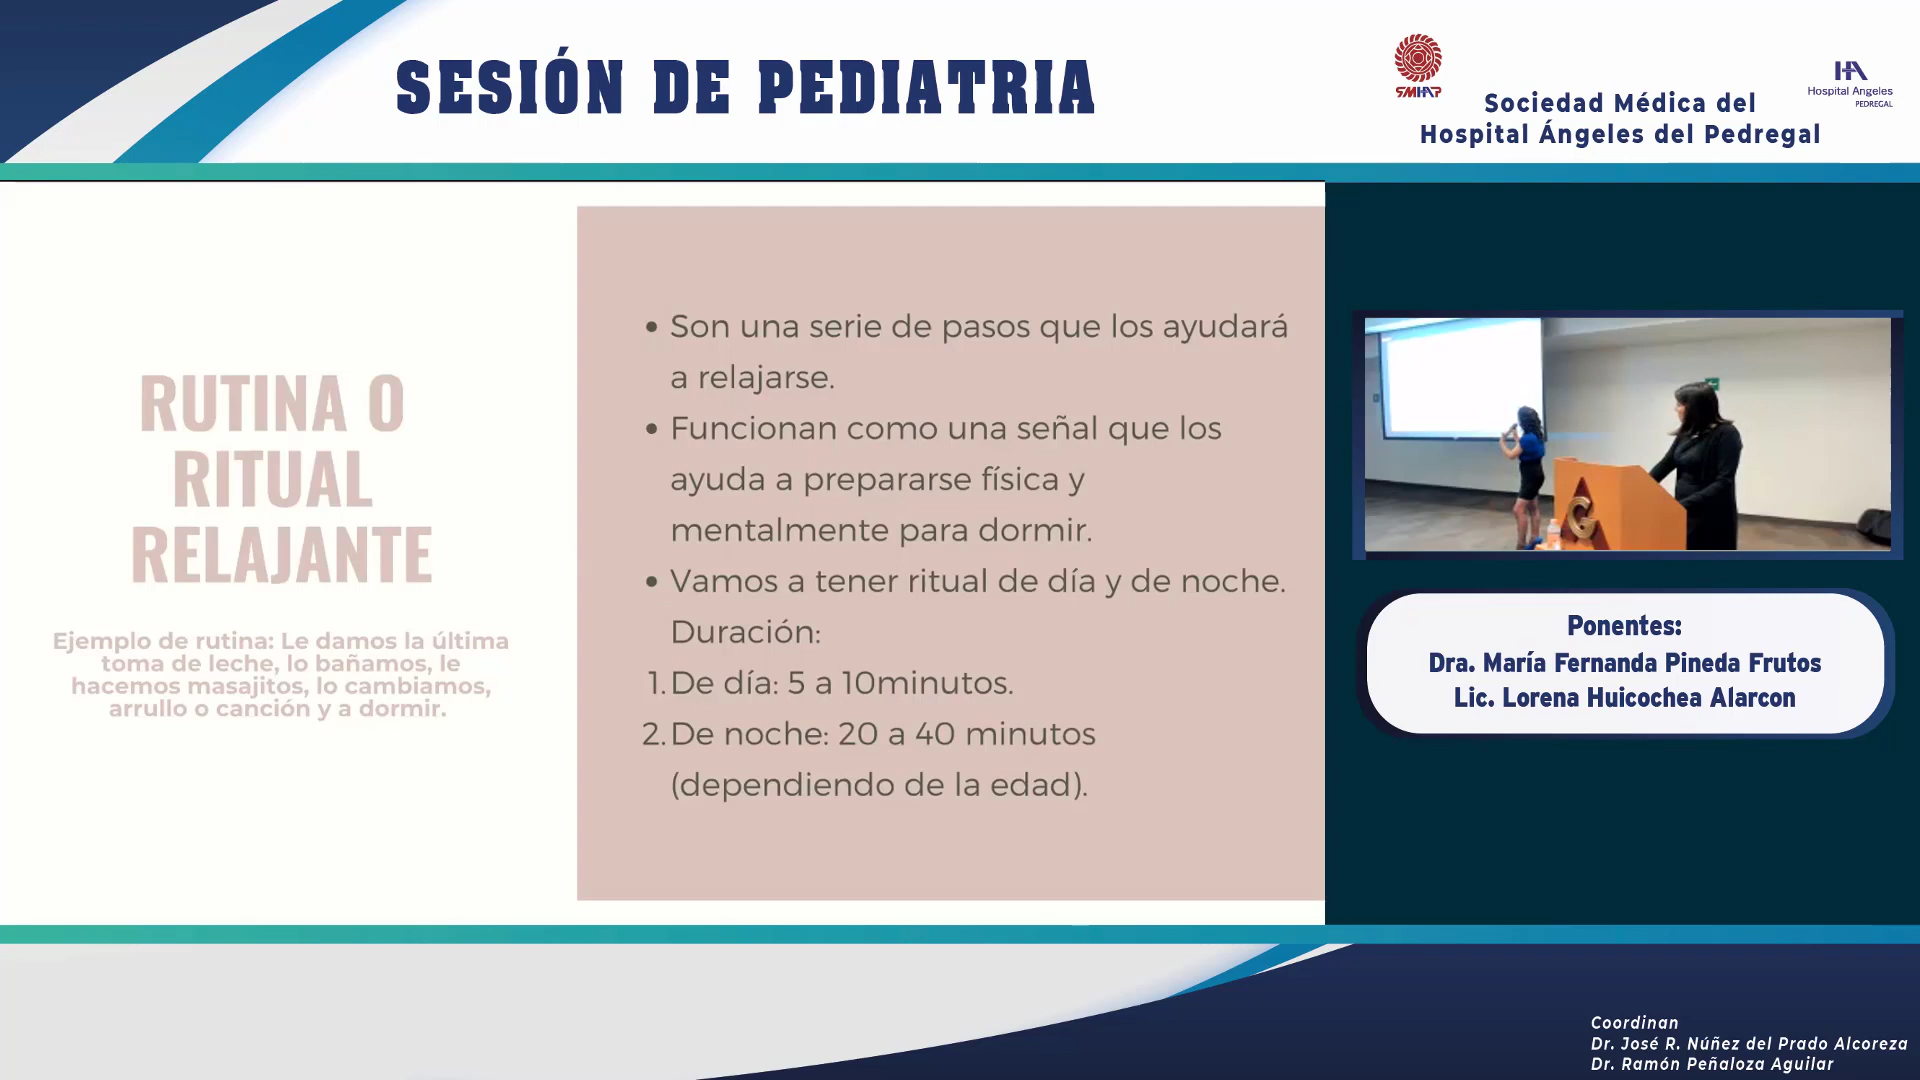 SESIÓN DE PEDIATRIA
SMHAP
Sociedad Médica del
Hospital Ángeles del Pedregal
HA
Hospital Angeles
PEDREGAL
RUTINA O
RITUAL
RELAJANTE
Ejemplo de rutina: Le damos la última
toma de leche, lo bañamos, le
hacemos masajitos, lo cambiamos,
arrullo o canción y a dormir.
• Son una serie de pasos que los ayudará
a relajarse.
• Funcionan como una señal que los
ayuda a prepararse física y
mentalmente para dormir.
• Vamos a tener ritual de día y de noche.
Duración:
1. De día: 5 a 10minutos.
2. De noche: 20 a 40 minutos
(dependiendo de la edad).
Ponentes:
Dra. María Fernanda Pineda Frutos
Lic. Lorena Huicochea Alarcon
Coordinan
Dr. José R. Núñez del Prado Alcoreza
Dr. Ramón Peñaloza Aguilar